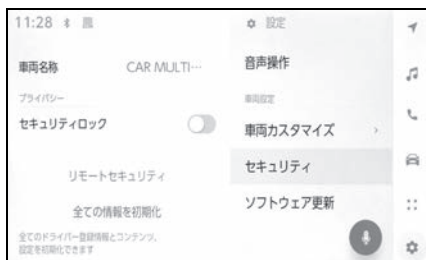 11:28
車両名称
CAR MULTI…
プライバシー
セキュリティロック
リモートセキュリティ
全ての情報を初期化
全てのドライバー登録情報とコンテンツ、
設定を初期化できます
設定
音声操作
車両設定
車両カスタマイズ
セキュリティ
ソフトウェア更新